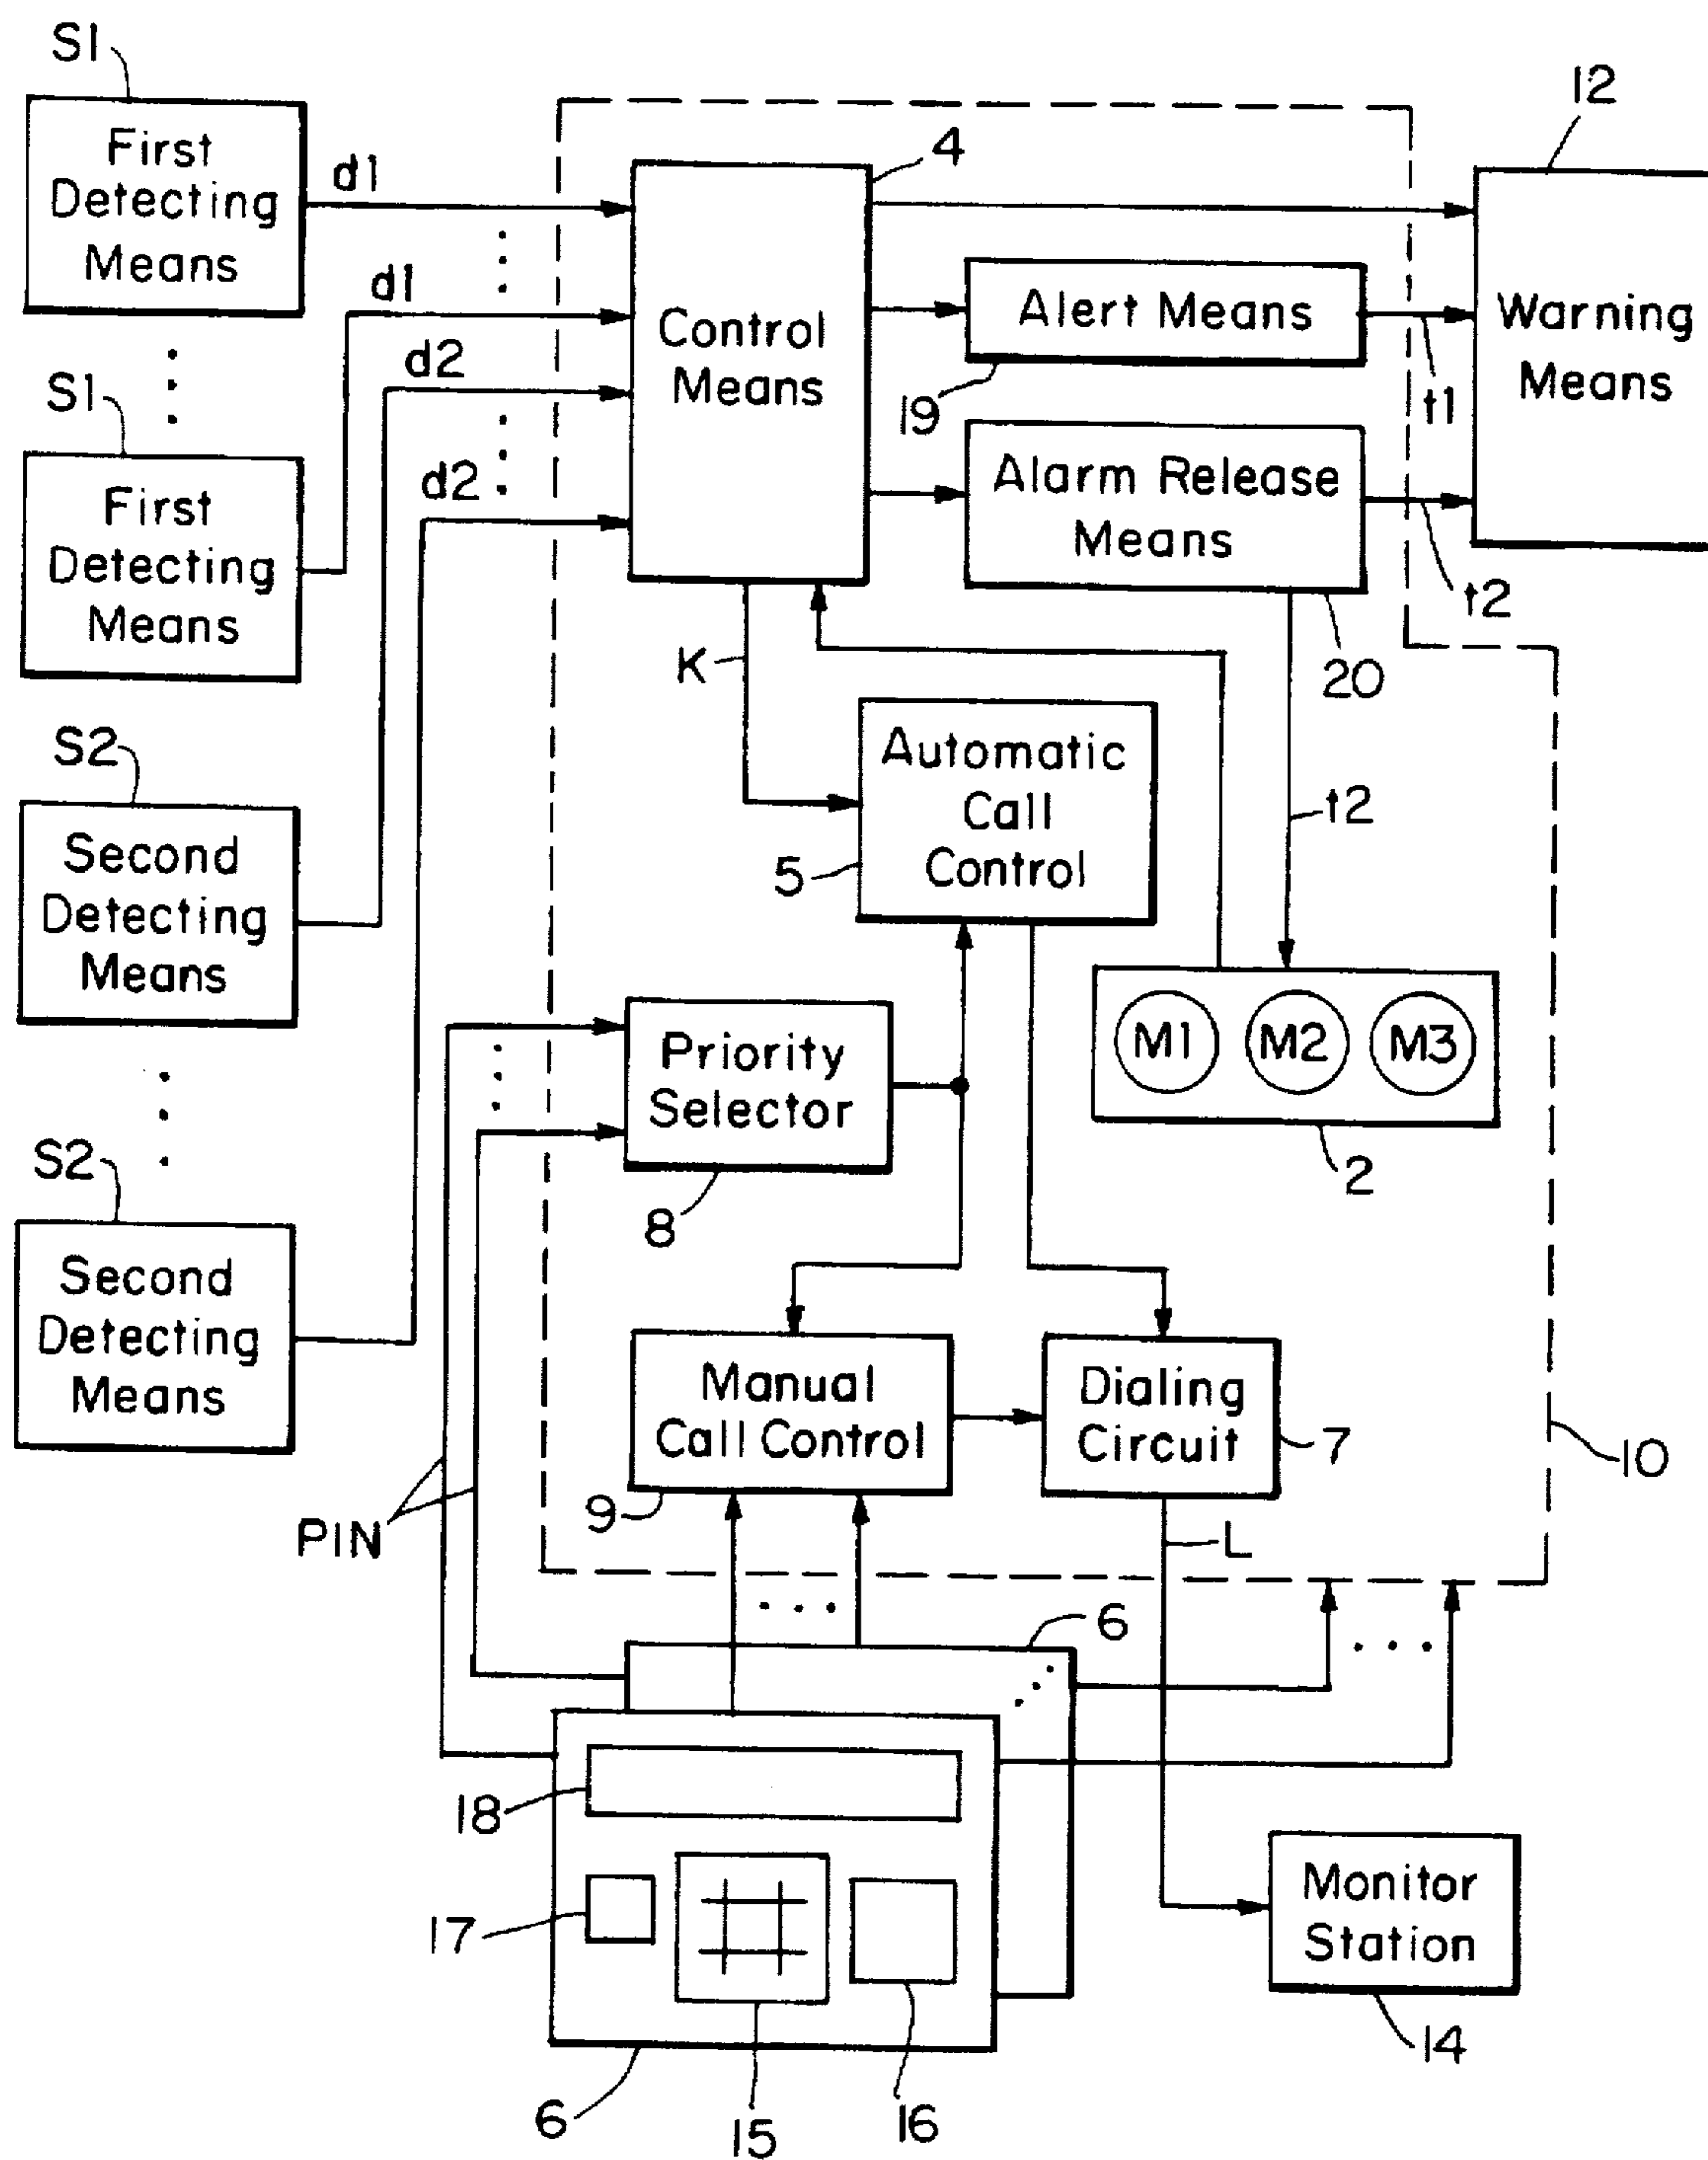 S1
First
Detecting
Means
d1
S1
First
Detecting
Means
d1
S2
Second
Detecting
Means
d2
S2
Second
Detecting
Means
d2
4
Control
Means
12
Warning
Means
Alert Means
19
t1
Alarm Release
Means
20
t2
K
Automatic
Call
Control
5
t2
M1 M2 M3
2
Priority
Selector
8
Manual
Call Control
9
Dialing
Circuit
7
10
PIN
L
6
18
17
15
16
6
Monitor
Station
14